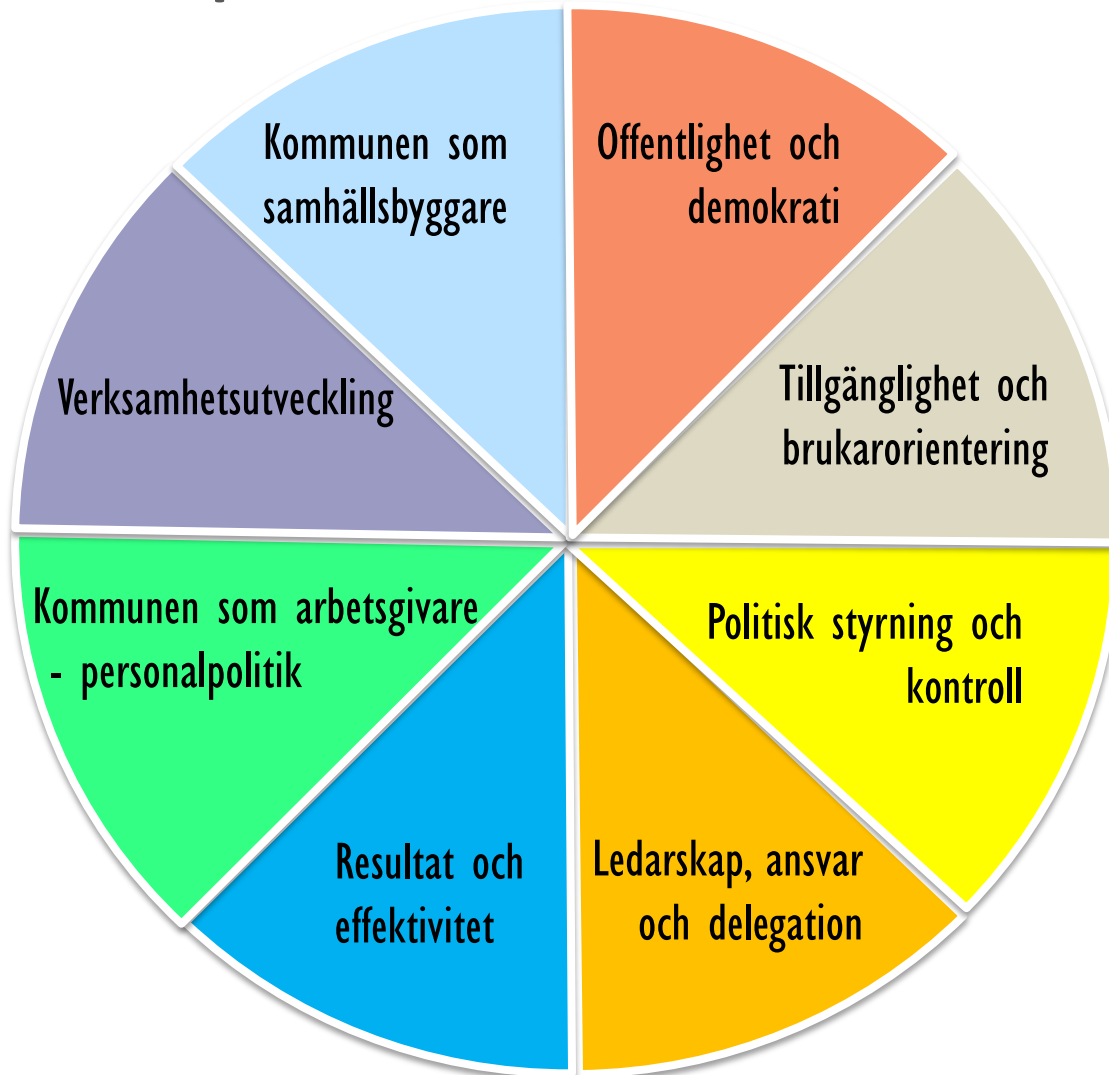 Kommunen som
samhällsbyggare
Offentlighet och
demokrati
Tillgänglighet och
brukarorientering
Politisk styrning och
kontroll
Ledarskap, ansvar
och delegation
Resultat och
effektivitet
Kommunen som arbetsgivare
- personalpolitik
Verksamhetsutveckling